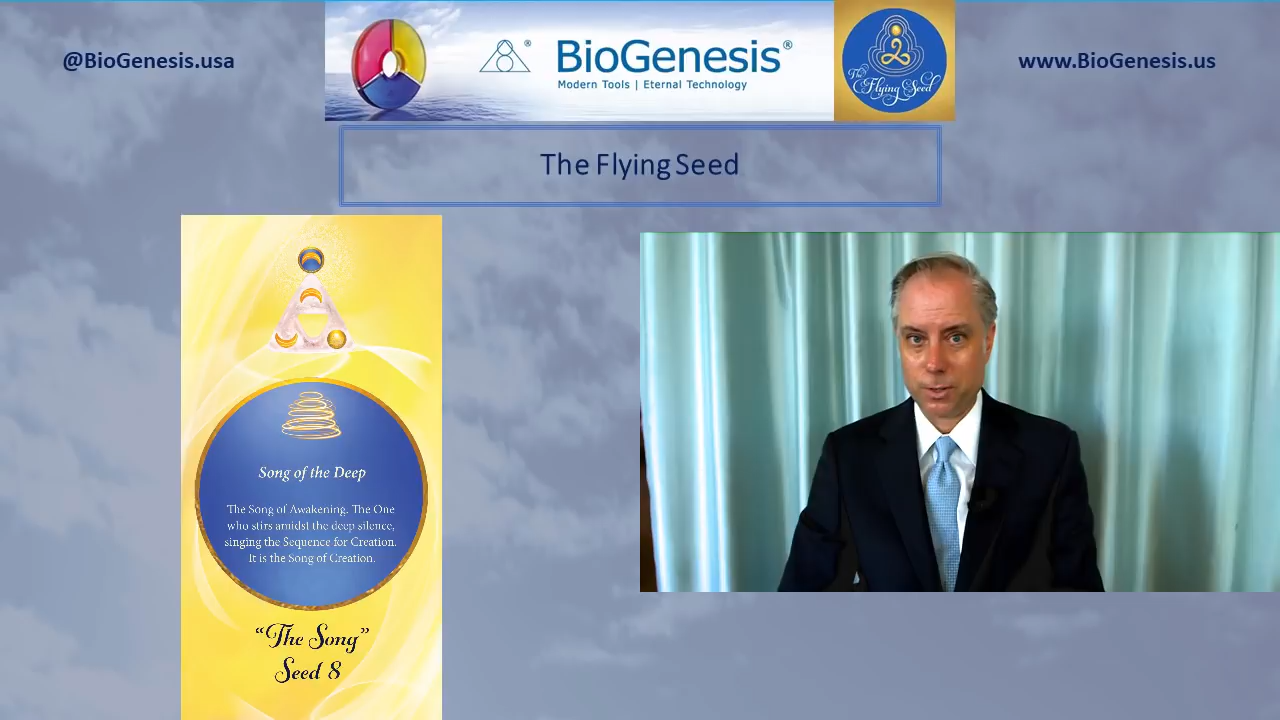 @BioGenesis.usa
BioGenesis®
Modern Tools | Eternal Technology
The
Flying Seed
www.BioGenesis.us
The Flying Seed
Song of the Deep
The Song of Awakening. The One
who stirs amidst the deep silence,
singing the Sequence for Creation.
It is the Song of Creation.
“The Song”
Seed 8